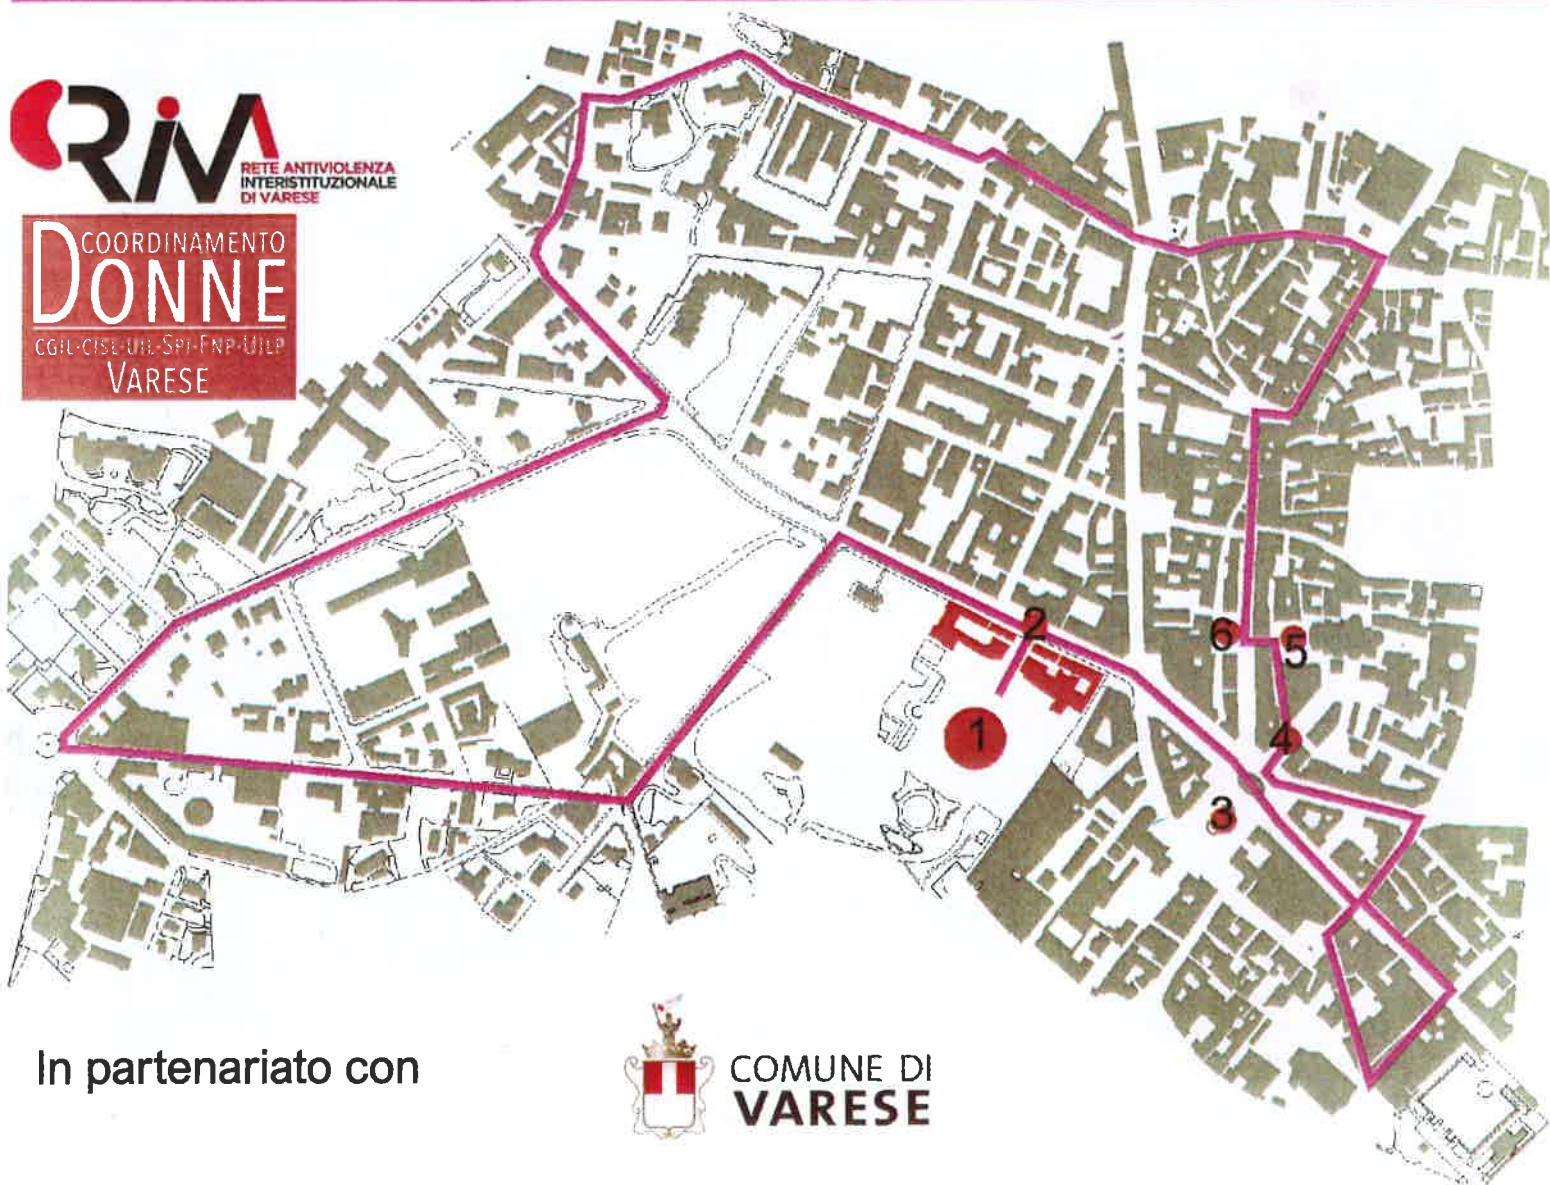 RIVA
RETE ANTIVIOLENZA
INTERISTITUZIONALE
DI VARESE
COORDINAMENTO
DONNE
CGIL-CISL-UIL-SPI-FNP-UILP
VARESE
2
6
5
1
4
3
In partenariato con
COMUNE DI
VARESE